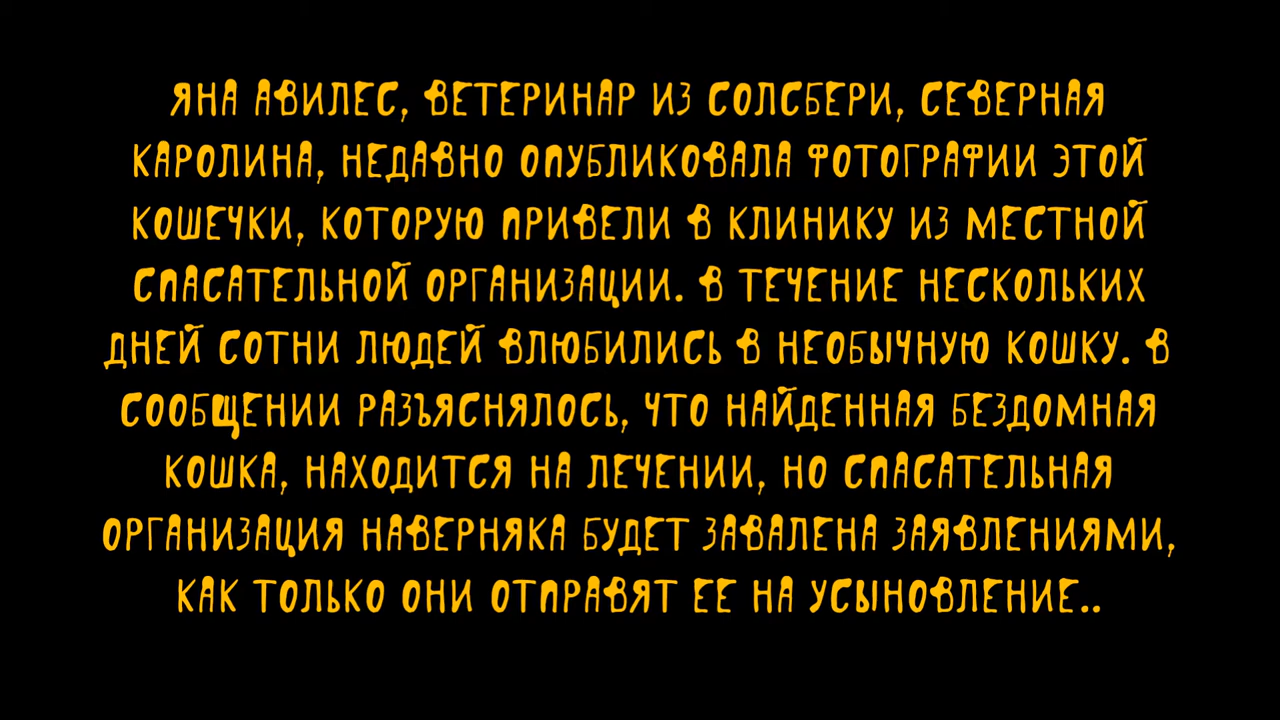 ЯНА АВИЛЕС, ВЕТЕРИНАР ИЗ СОЛСБЕРИ, СЕВЕРНАЯ
КАРОЛИНА, НЕДАВНО ОПУБЛИКОВАЛА ФОТОГРАФИИ ЭТОЙ
КОШЕЧКИ, КОТОРУЮ ПРИВЕЛИ В КЛИНИКУ ИЗ МЕСТНОЙ
СПАСАТЕЛЬНОЙ ОРГАНИЗАЦИИ. В ТЕЧЕНИЕ НЕСКОЛЬКИХ
ДНЕЙ СОТНИ ЛЮДЕЙ ВЛЮБИЛИСЬ В НЕОБЫЧНУЮ КОШКУ. В
СООБЩЕНИИ РАЗЪЯСНЯЛОСЬ, ЧТО НАЙДЕННАЯ БЕЗДОМНАЯ
КОШКА, НАХОДИТСЯ НА ЛЕЧЕНИИ, НО СПАСАТЕЛЬНАЯ
ОРГАНИЗАЦИЯ НАВЕРНЯКА БУДЕТ ЗАВАЛЕНА ЗАЯВЛЕНИЯМИ,
КАК ТОЛЬКО ОНИ ОТПРАВЯТ ЕЕ НА УСЫНОВЛЕНИЕ..